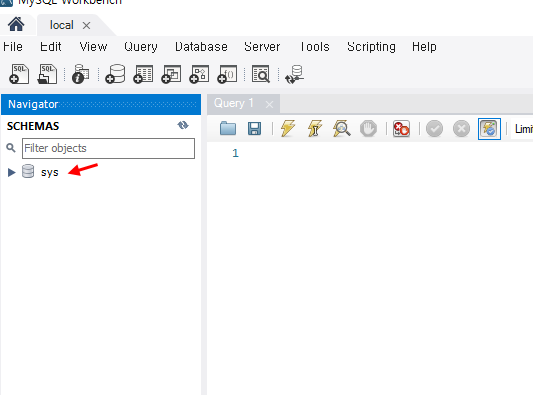 MySQL Workbench
local
File Edit View Query Database Server Tools Scripting Help
Navigator
Query 1
SCHEMAS
Filter objects
sys
Limi
1